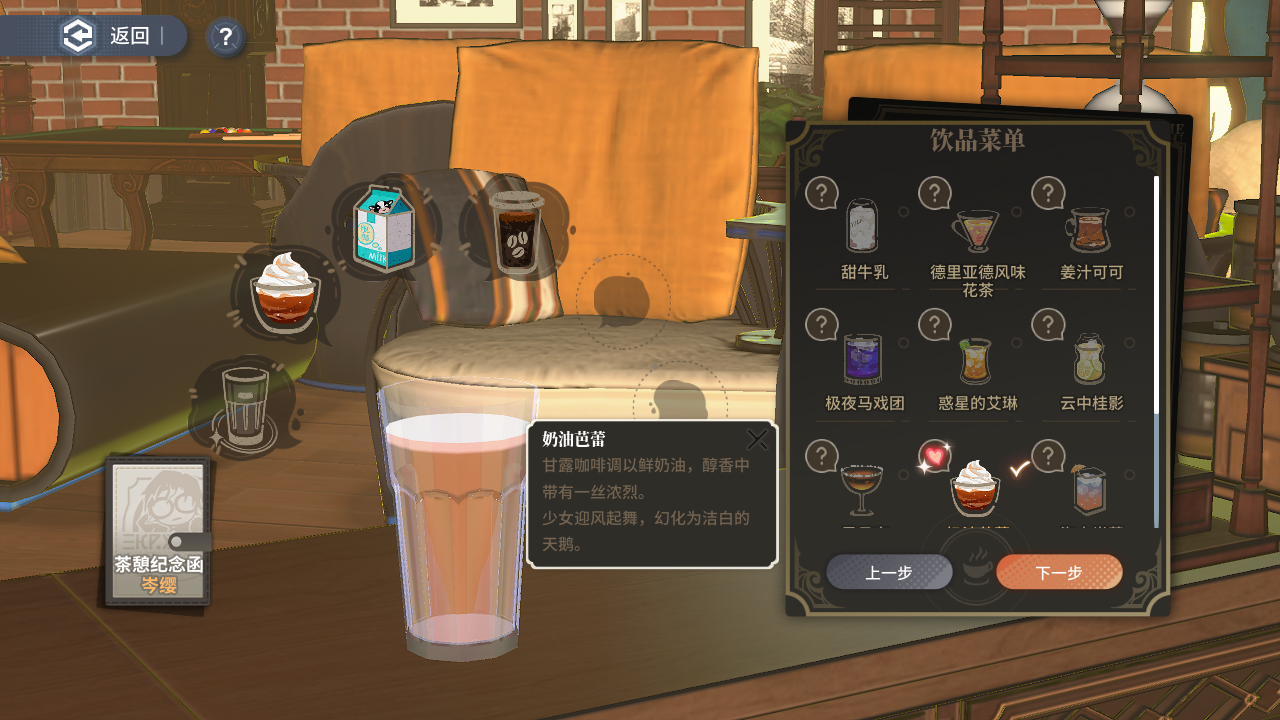 返回
?
饮品菜单
?
?
?
甜牛乳
德里亚德风味
花茶
姜汁可可
?
?
?
极夜马戏团
惑星的艾琳
云中桂影
?
?
奶油芭蕾
甘露咖啡调以鲜奶油，醇香中
带有一丝浓烈。
少女迎风起舞，幻化为洁白的
天鹅。
MILK
茶憩纪念函
岑缨
上一步
下一步